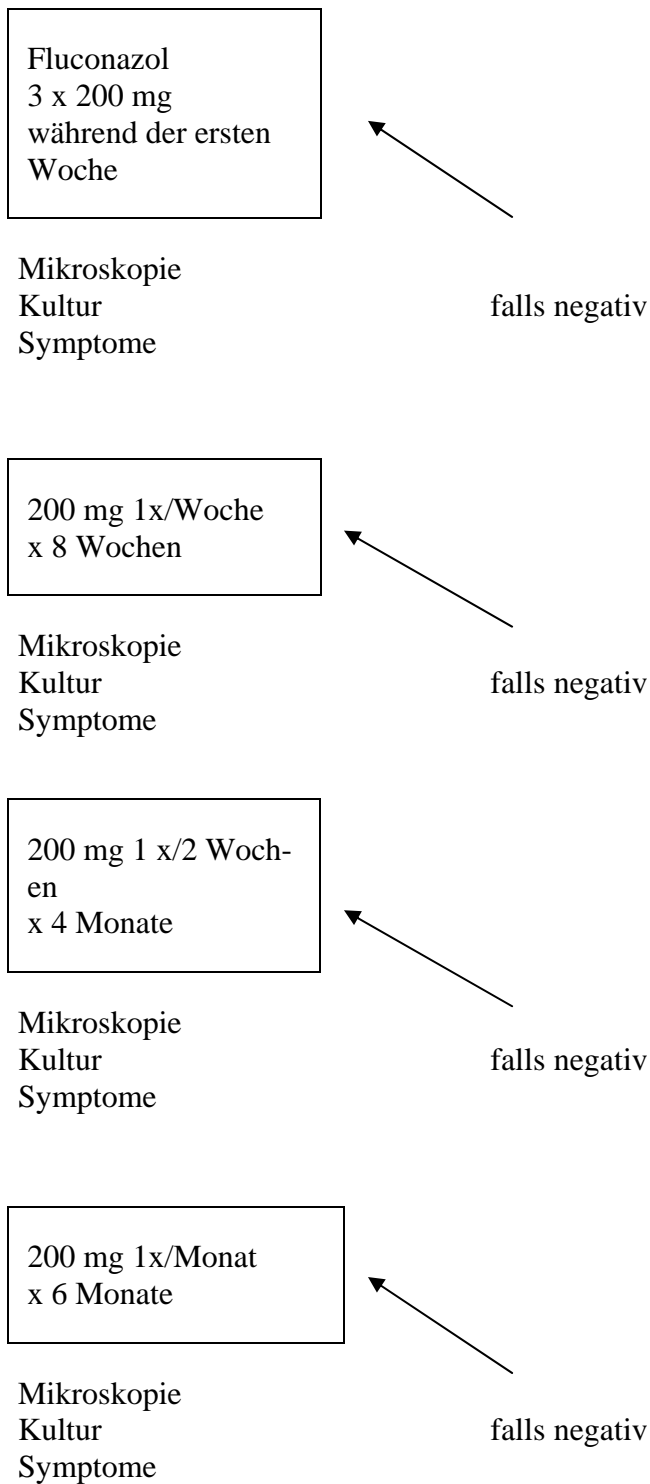 Fluconazol
3 x 200 mg
während der ersten
Woche
Mikroskopie
Kultur falls negativ
Symptome
200 mg 1x/Woche
x 8 Wochen
Mikroskopie
Kultur falls negativ
Symptome
200 mg 1 x/2 Woch-
en
x 4 Monate
Mikroskopie
Kultur falls negativ
Symptome
200 mg 1x/Monat
x 6 Monate
Mikroskopie
Kultur falls negativ
Symptome